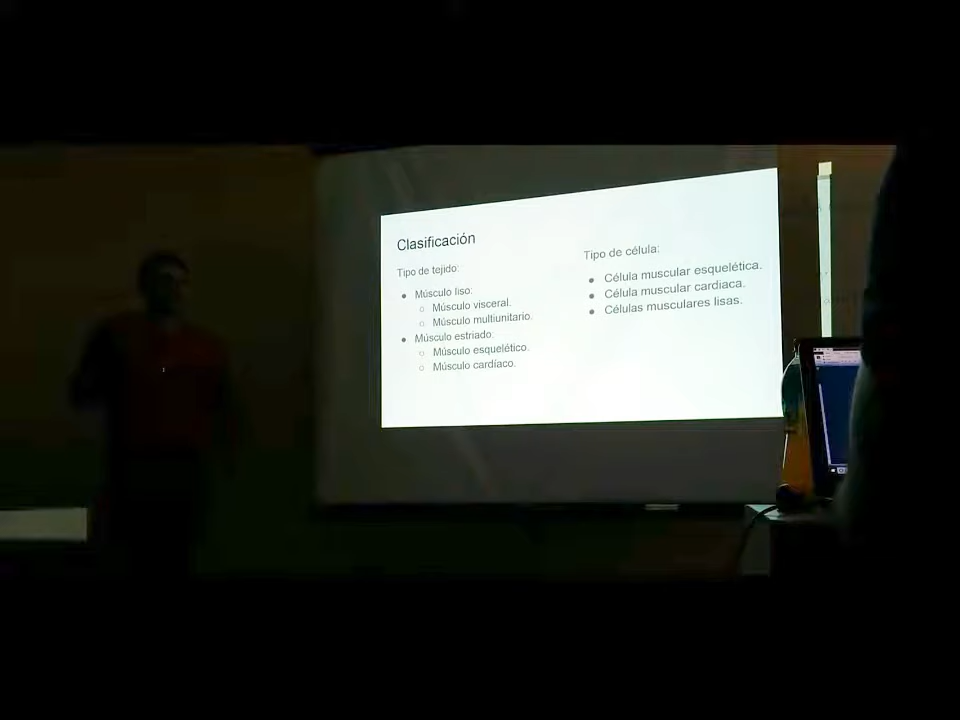 Clasificación
Tipo de tejido:
Músculo liso:
Músculo visceral.
Músculo multiunitario.
Músculo estriado.
Músculo esquelético.
Músculo cardíaco.
Tipo de célula:
Célula muscular esquelética.
Célula muscular cardiaca.
Células musculares lisas.